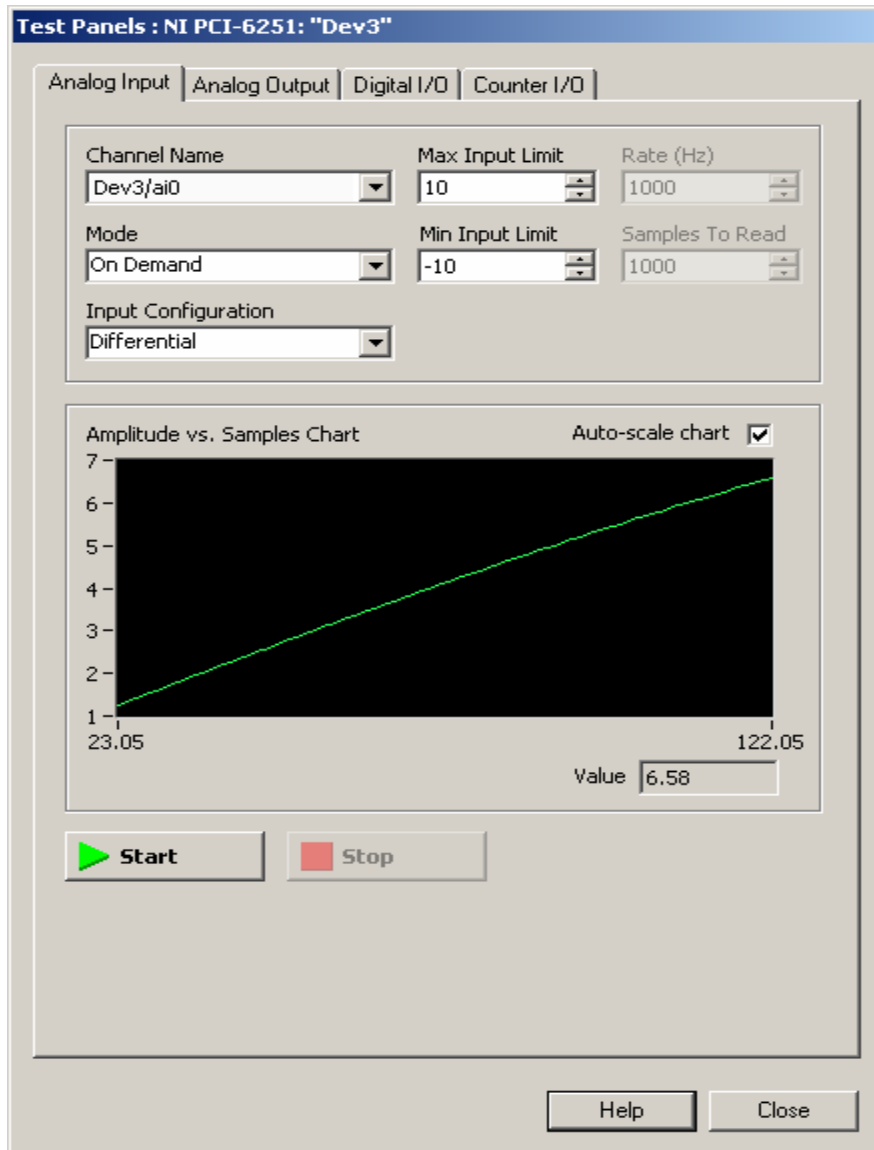 Test Panels : NI PCI-6251: "Dev3"
Analog Input Analog Output Digital I/O Counter I/O
Channel Name Max Input Limit Rate (Hz)
Dev3/ai0 10 1000
Mode Min Input Limit Samples To Read
On Demand -10 1000
Input Configuration
Differential
Amplitude vs. Samples Chart Auto-scale chart
7
6
5
4
3
2
1
23.05 122.05
Value 6.58
Start Stop
Help Close